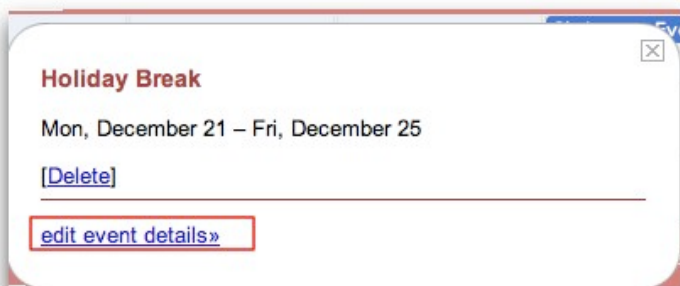 Holiday Break
Mon, December 21 – Fri, December 25
[Delete]
edit event details»